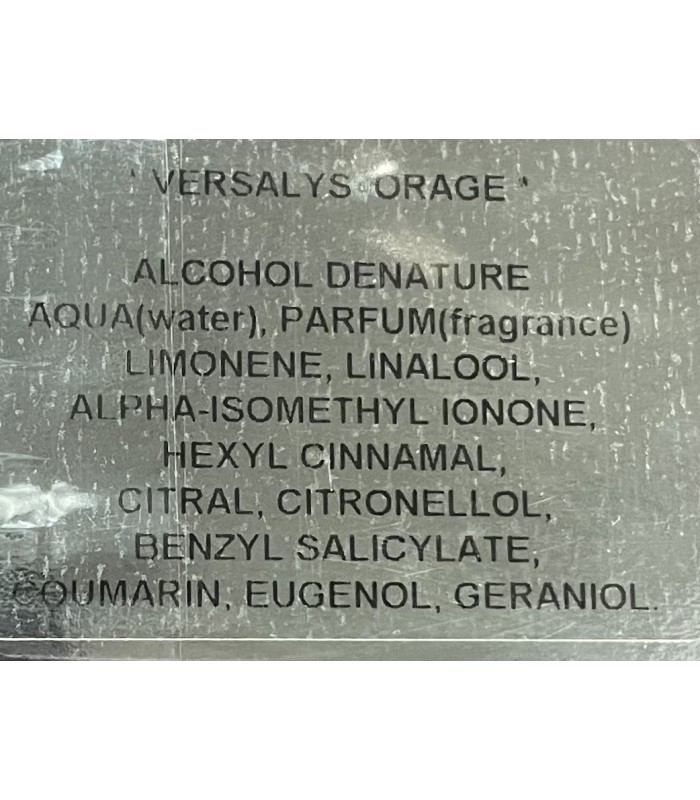 ' VERSALYS ORAGE '
ALCOHOL DENATURE
AQUA(water), PARFUM(fragrance)
LIMONENE, LINALOOL,
ALPHA-ISOMETHYL IONONE,
HEXYL CINNAMAL,
CITRAL, CITRONELLOL,
BENZYL SALICYLATE,
COUMARIN, EUGENOL, GERANIOL.